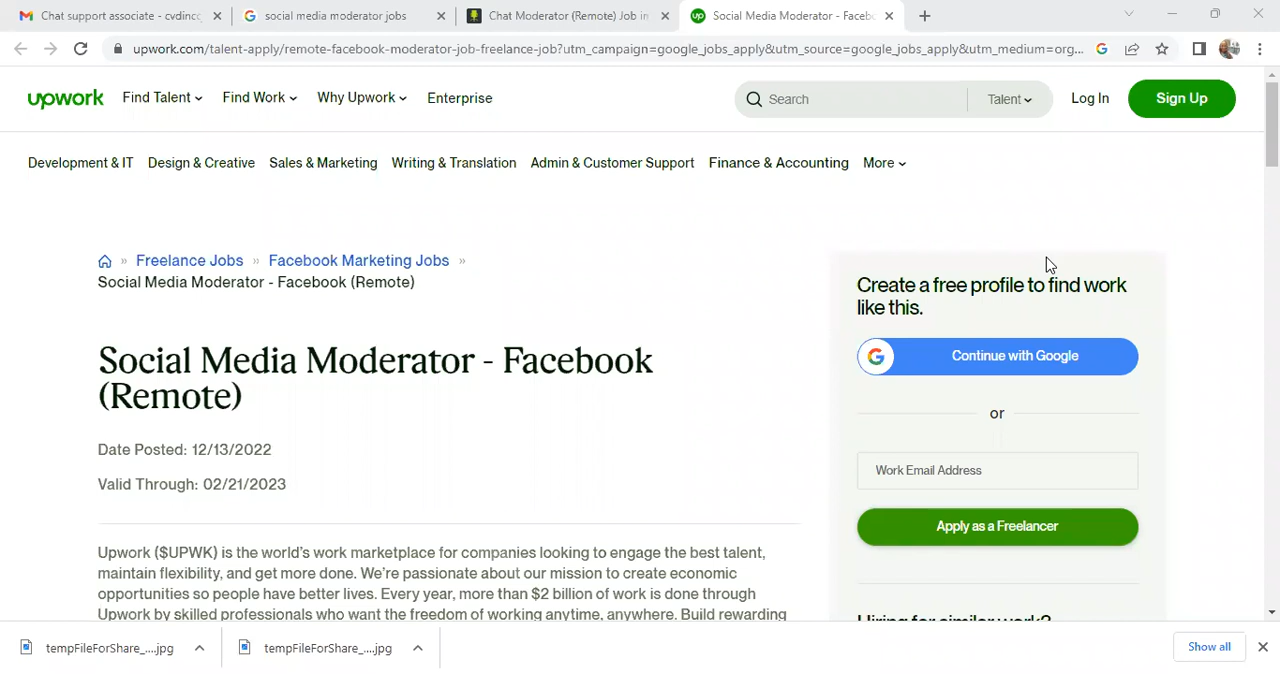 Chat support associate - cvdincc
social media moderator jobs
Chat Moderator (Remote) Job in
Social Media Moderator - Faceb
upwork.com/talent-apply/remote-facebook-moderator-job-freelance-job?utm_campaign=google_jobs_apply&utm_source=google_jobs_apply&utm_medium=org...
upwork
Find Talent
Find Work
Why Upwork
Enterprise
Search
Talent
Log In
Sign Up
Development & IT
Design & Creative
Sales & Marketing
Writing & Translation
Admin & Customer Support
Finance & Accounting
More
» Freelance Jobs » Facebook Marketing Jobs »
Social Media Moderator - Facebook (Remote)
Social Media Moderator - Facebook
(Remote)
Date Posted: 12/13/2022
Valid Through: 02/21/2023
Upwork ($UPWK) is the world's work marketplace for companies looking to engage the best talent,
maintain flexibility, and get more done. We're passionate about our mission to create economic
opportunities so people have better lives. Every year, more than $2 billion of work is done through
Upwork by skilled professionals who want the freedom of working anytime, anywhere. Build rewarding
Create a free profile to find work
like this.
Continue with Google
or
Work Email Address
Apply as a Freelancer
Hiring for similar work?
tempFileForShare_....jpg
tempFileForShare_....jpg
Show all